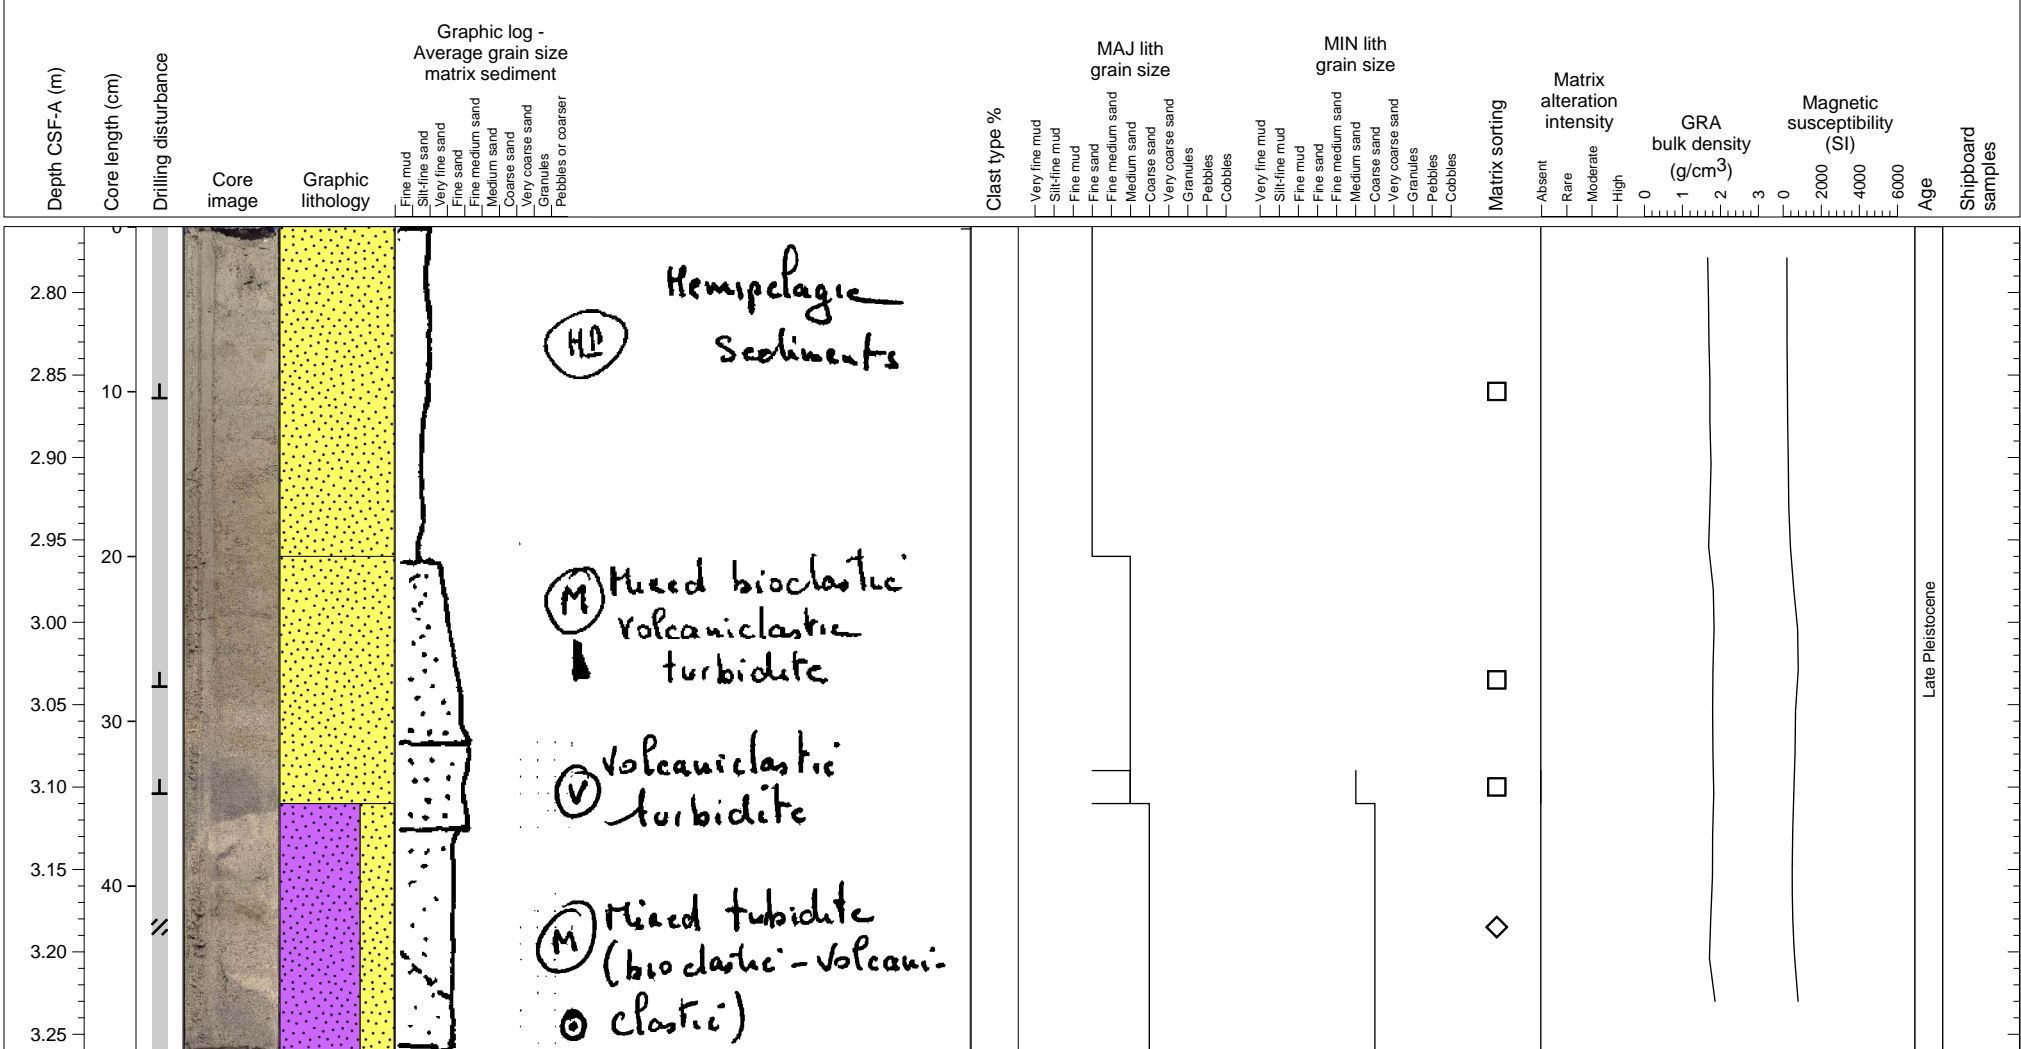 Depth CSF-A (m)
Core length (cm)
Drilling disturbance
Core
image
Graphic
lithology
Graphic log -
Average grain size
matrix sediment
Fine mud
Silt-fine sand
Very fine sand
Fine sand
Fine medium sand
Medium sand
Coarse sand
Very coarse sand
Granules
Pebbles or coarser
Clast type %
MAJ lith
grain size
Very fine mud
Silt-fine mud
Fine mud
Fine sand
Fine medium sand
Medium sand
Coarse sand
Very coarse sand
Granules
Pebbles
Cobbles
MIN lith
grain size
Very fine mud
Silt-fine mud
Fine mud
Fine sand
Fine medium sand
Medium sand
Coarse sand
Very coarse sand
Granules
Pebbles
Cobbles
Matrix sorting
Matrix
alteration
intensity
Absent
Rare
Moderate
High
GRA
bulk density
(g/cm3)
0 1 2 3
Magnetic
susceptibility
(SI)
0 2000 4000 6000
Age
Shipboard
samples
2.80
2.85
2.90
2.95
3.00
3.05
3.10
3.15
3.20
3.25
0
10
20
30
40
Hemipelagic
HP Sediments
M Mixed bioclastic
volcaniclastic
turbidite
V Volcaniclastic
turbidite
M Mixed tubidite
(bioclastic - volcani-
clastic)
Late Pleistocene